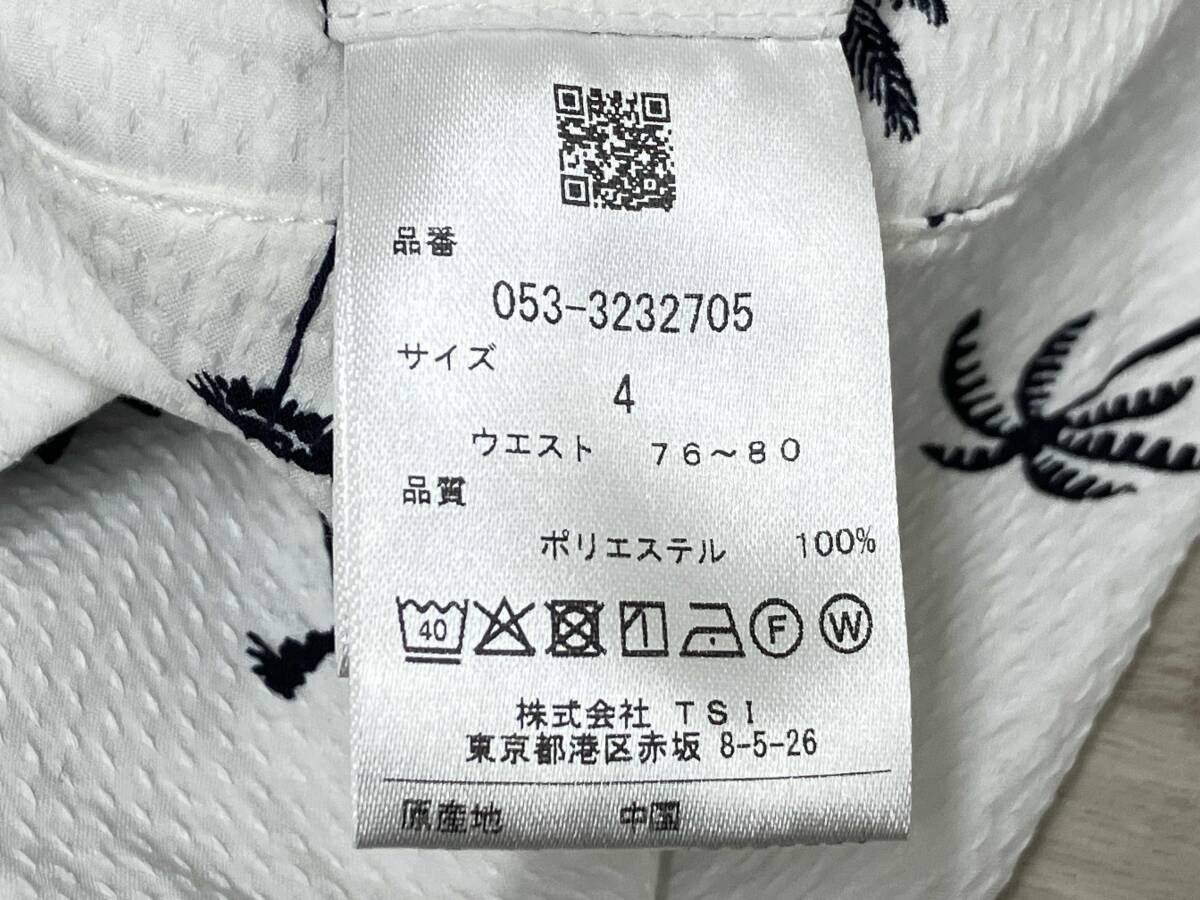 品番
053-3232705
サイズ
4
ウエスト 76～80
品質
ポリエステル 100%
40 F W
株式会社 TSI
東京都港区赤坂 8-5-26
原産地 中国